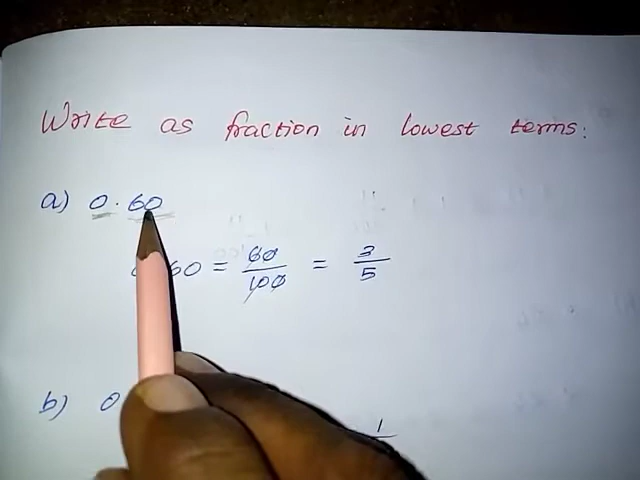 Write as fraction in lowest terms:
a) 0.60
60 = 60/100 = 3/5
b) 0
1